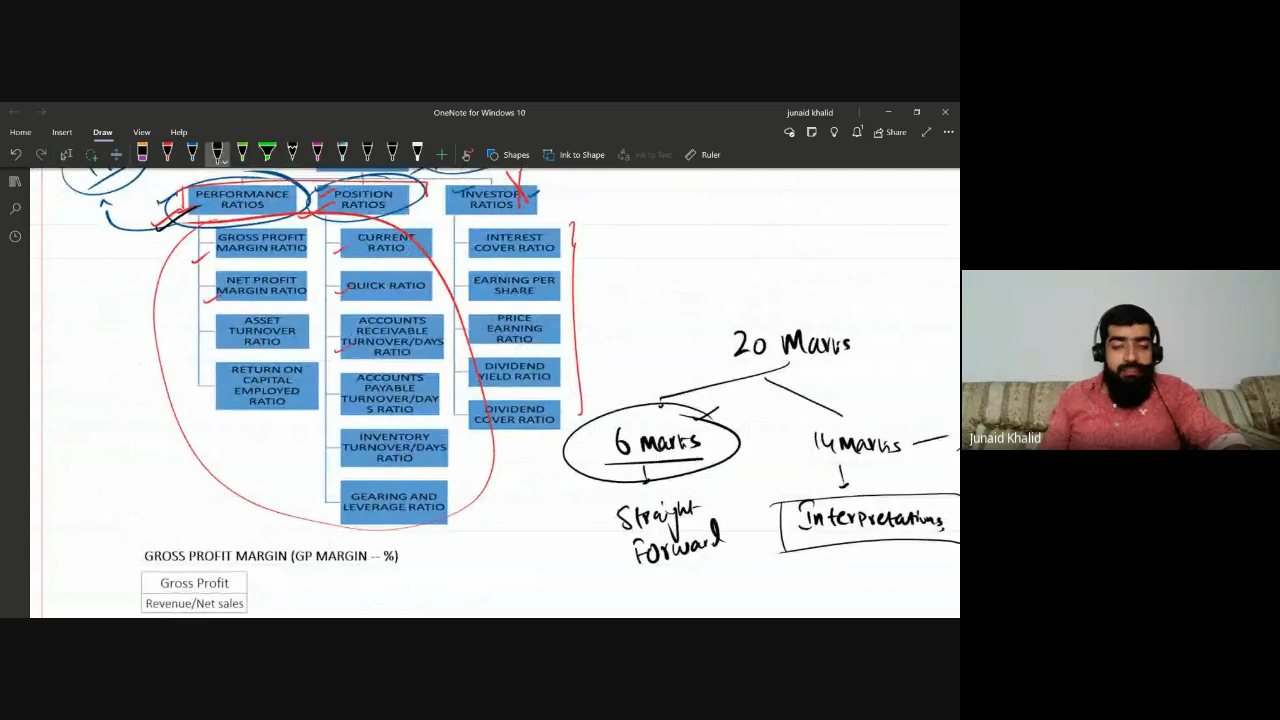 OneNote for Windows 10
junaid khalid
Home Insert Draw View Help
Share
Shapes
Ink to Shape
Ink to Text
Ruler
PERFORMANCE
RATIOS
POSITION
RATIOS
INVESTOR
RATIOS
GROSS PROFIT
MARGIN RATIO
NET PROFIT
MARGIN RATIO
ASSET
TURNOVER
RATIO
RETURN ON
CAPITAL
EMPLOYED
RATIO
CURRENT
RATIO
QUICK RATIO
ACCOUNTS
RECEIVABLE
TURNOVER/DAYS
RATIO
ACCOUNTS
PAYABLE
TURNOVER/DAY
S RATIO
INVENTORY
TURNOVER/DAYS
RATIO
GEARING AND
LEVERAGE RATIO
INTEREST
COVER RATIO
EARNING PER
SHARE
PRICE
EARNING
RATIO
DIVIDEND
YIELD RATIO
DIVIDEND
COVER RATIO
20 Marks
6 marks
14 marks
Straight
Forward
Interpretations
GROSS PROFIT MARGIN (GP MARGIN -- %)
Gross Profit
Revenue/Net sales
Junaid Khalid